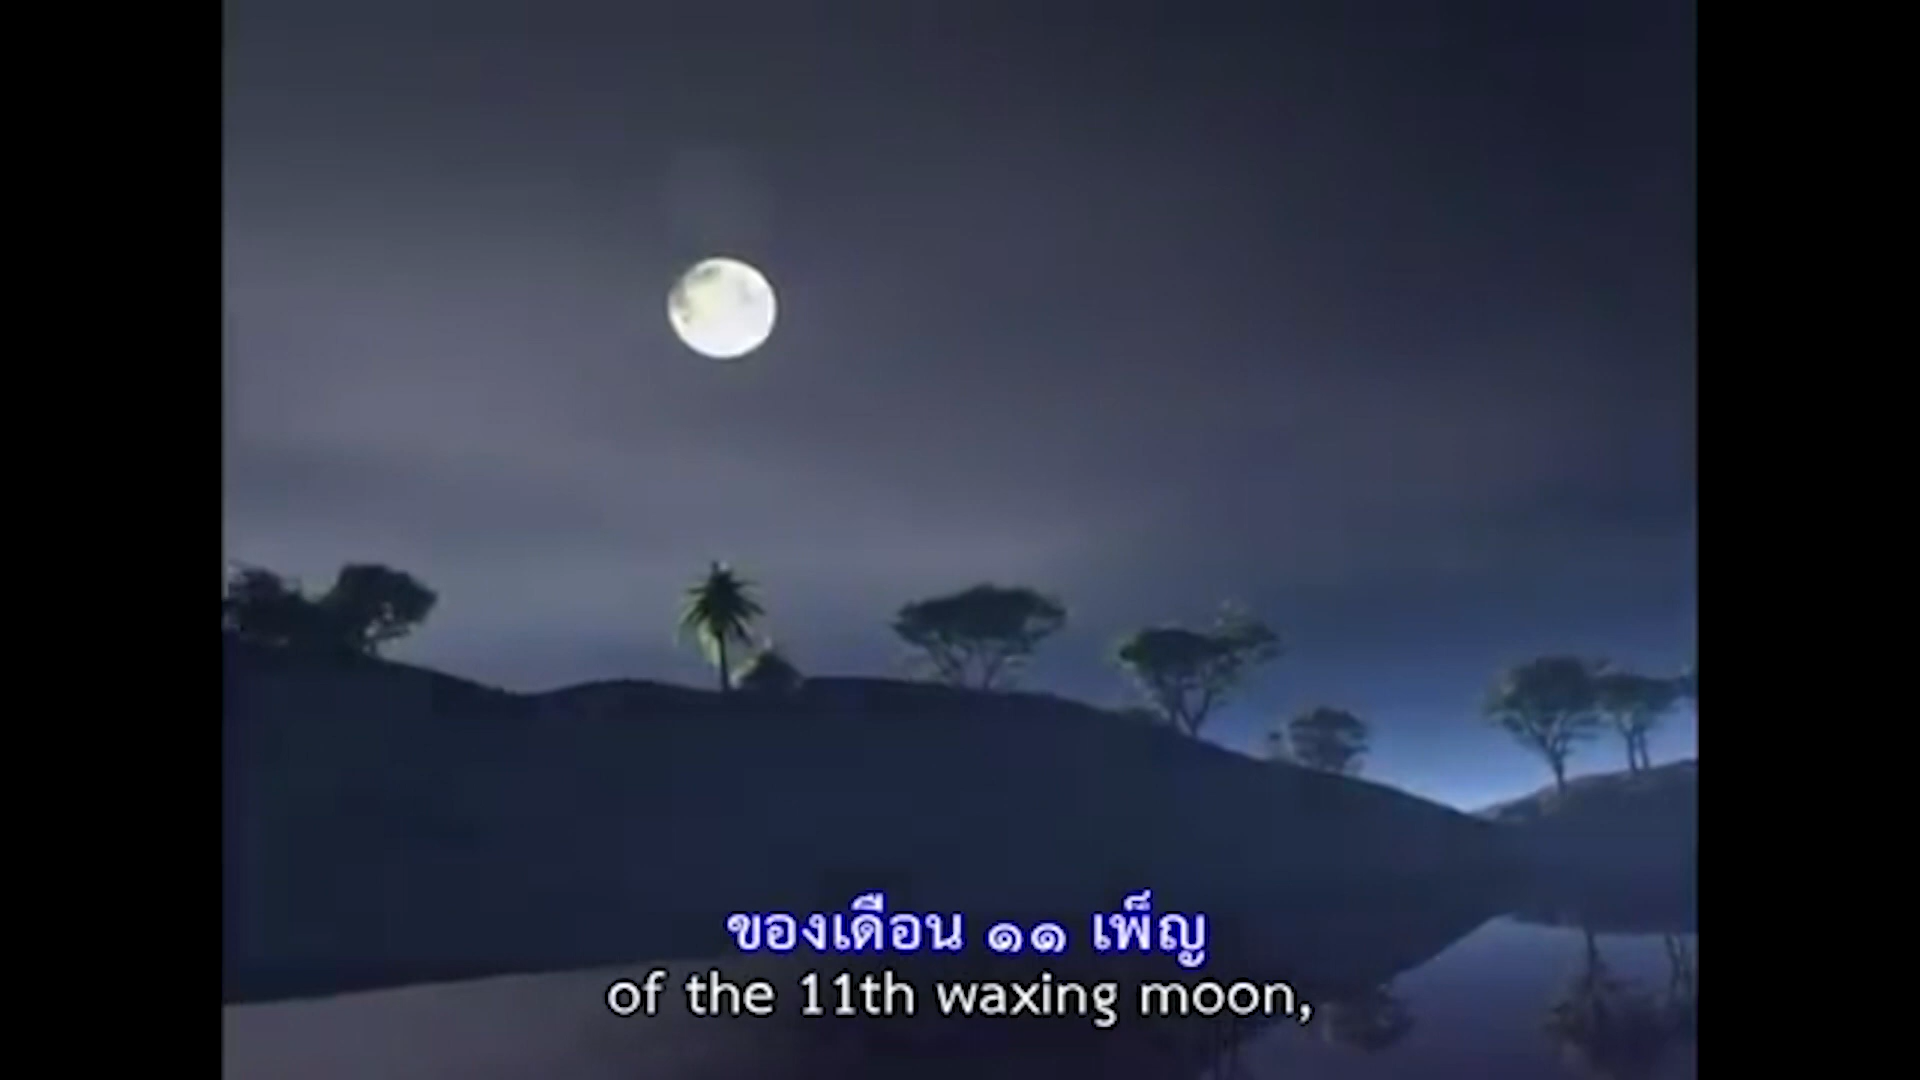 ของเดือน ๑๑ เพ็ญ
of the 11th waxing moon,